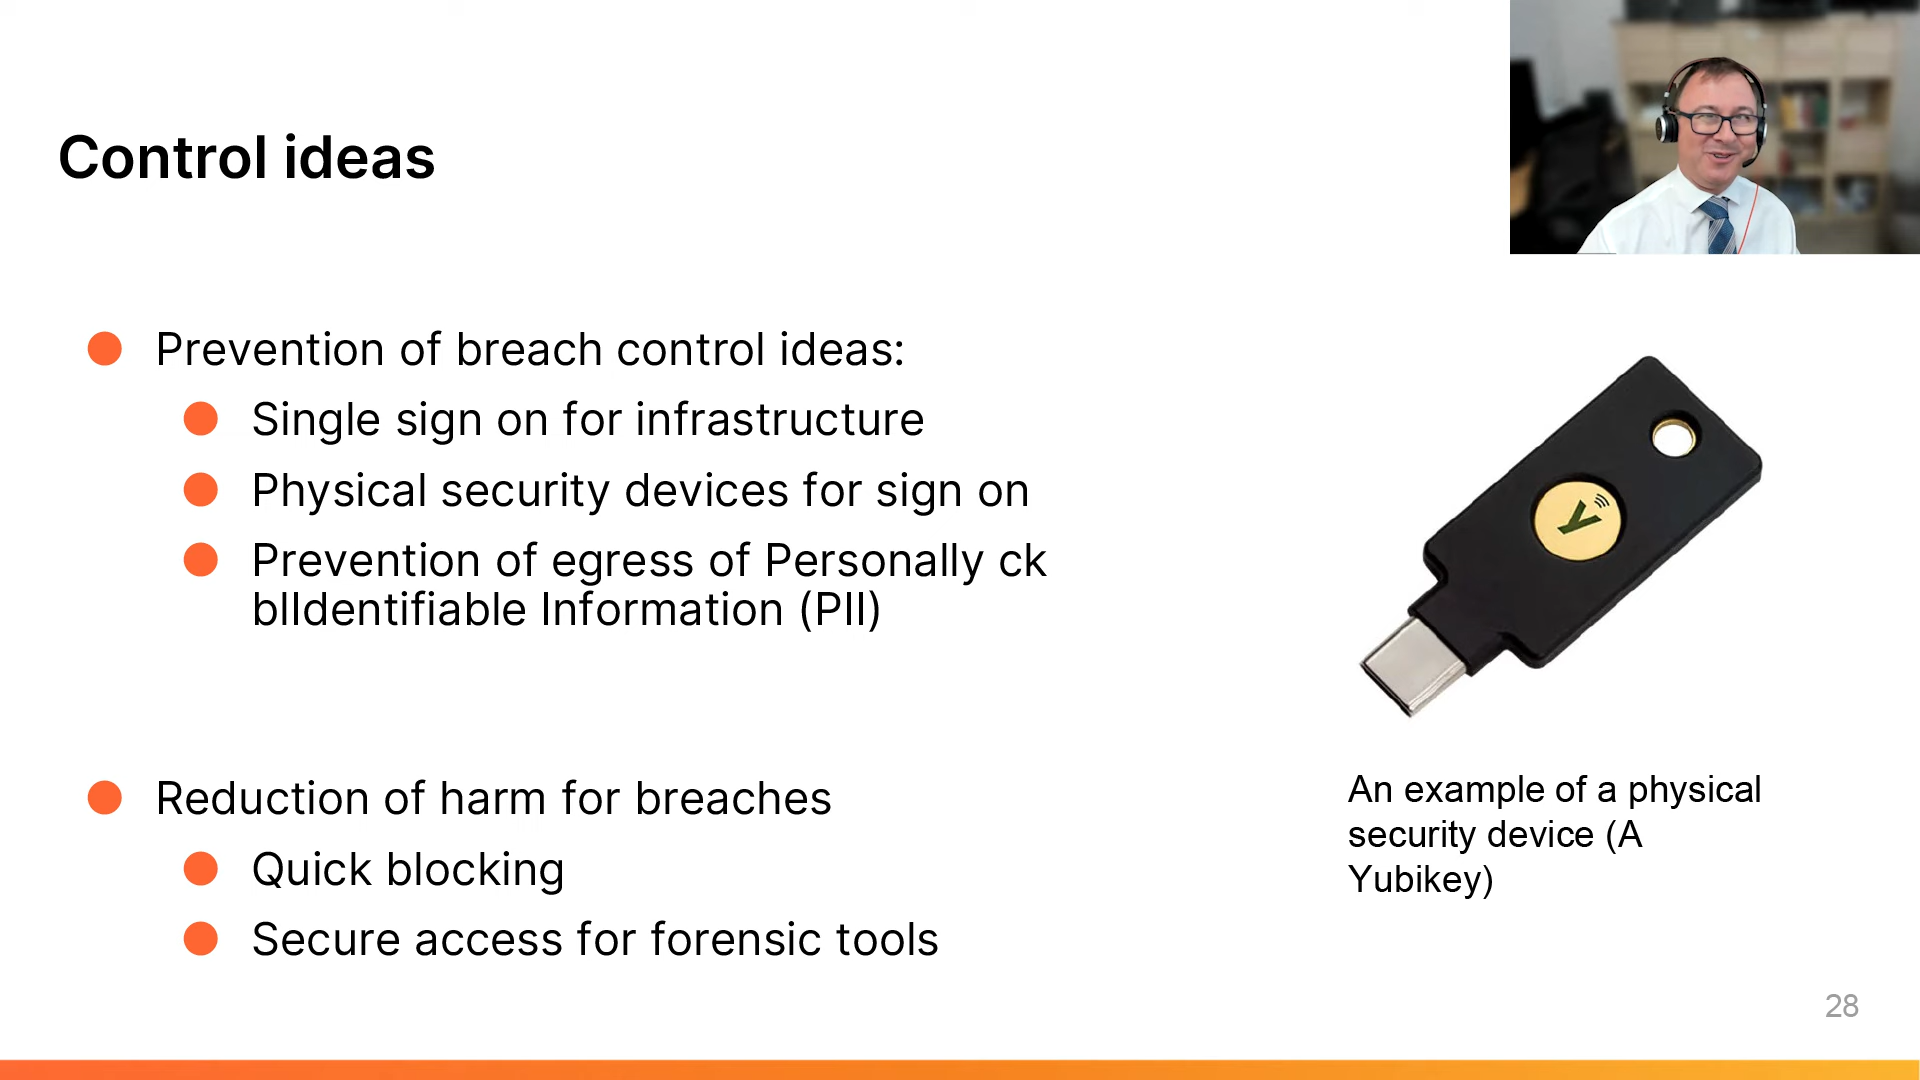 Control ideas
Prevention of breach control ideas:
Single sign on for infrastructure
Physical security devices for sign on
Prevention of egress of Personally ck
blIdentifiable Information (PII)
Reduction of harm for breaches
Quick blocking
Secure access for forensic tools
y
An example of a physical
security device (A
Yubikey)
28